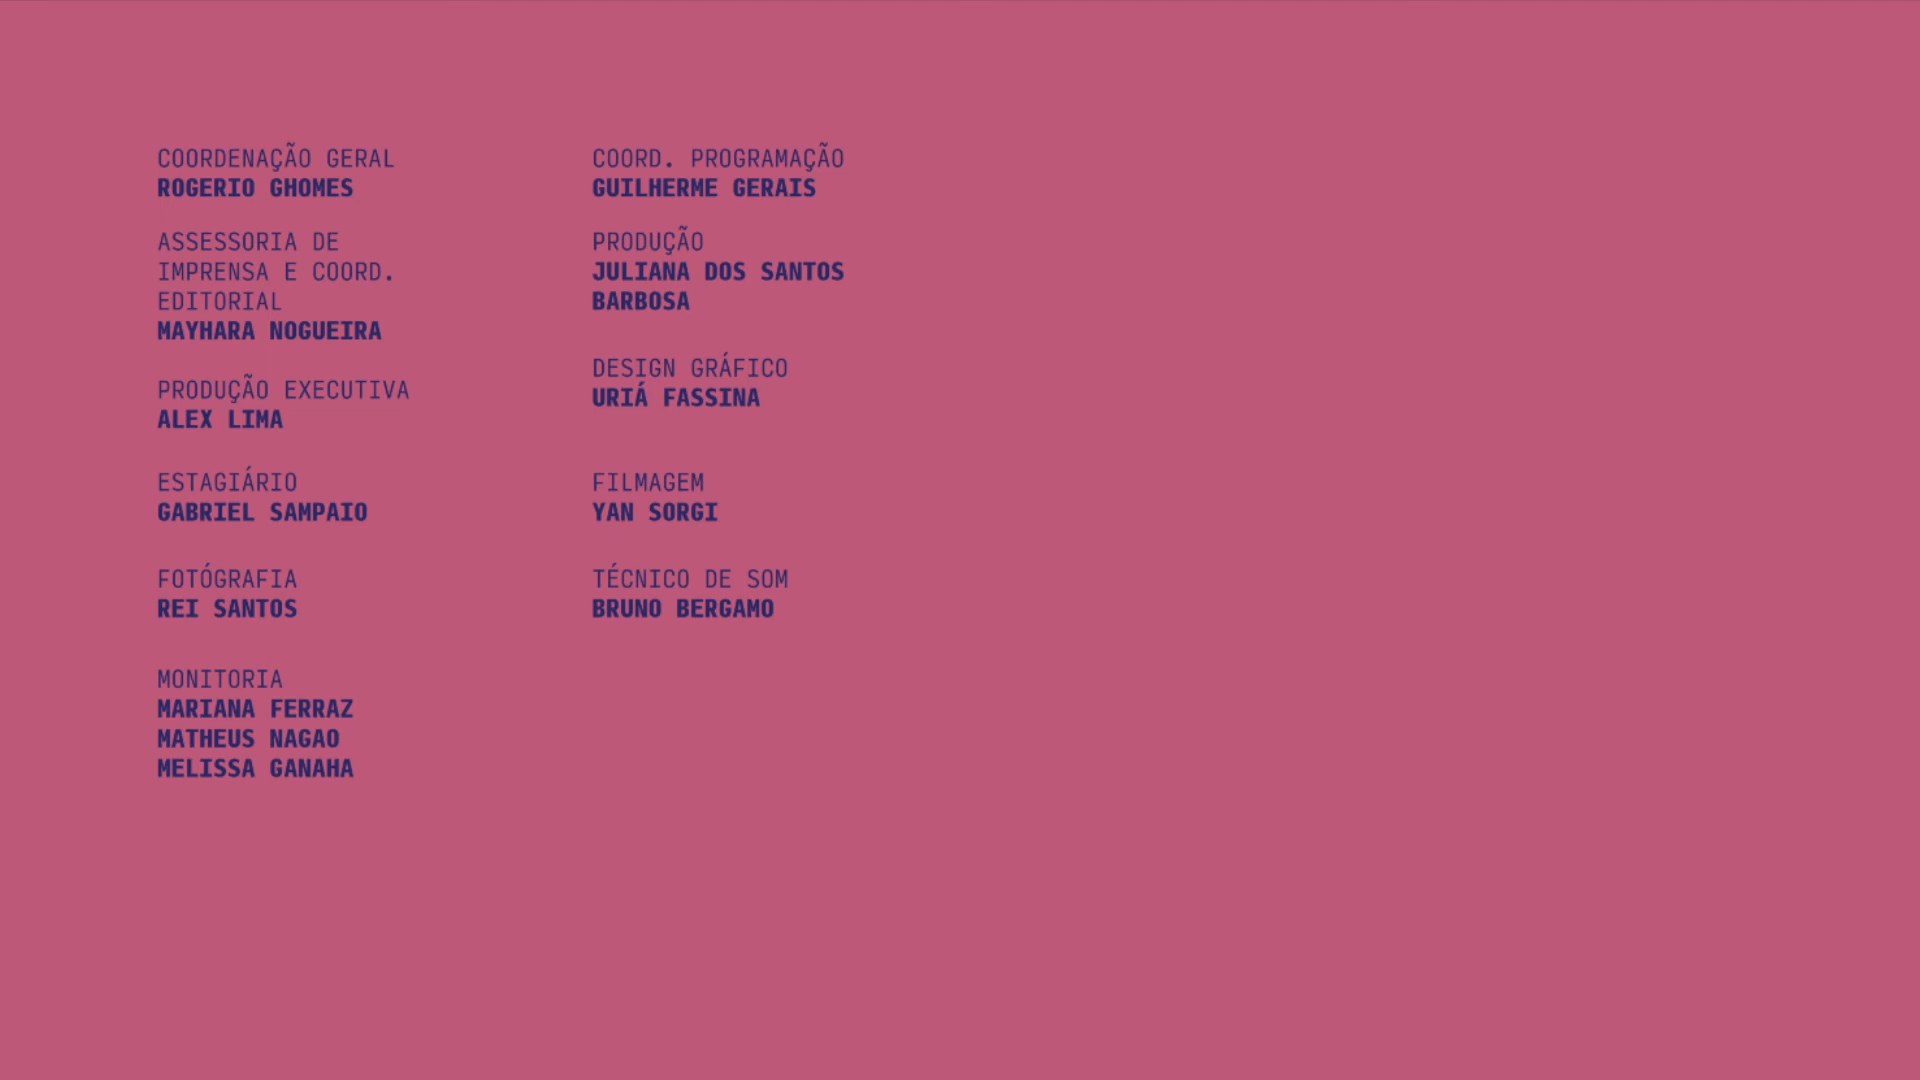 COORDENAÇÃO GERAL
ROGERIO GHOMES
ASSESSORIA DE
IMPRENSA E COORD.
EDITORIAL
MAYHARA NOGUEIRA
PRODUÇÃO EXECUTIVA
ALEX LIMA
ESTAGIÁRIO
GABRIEL SAMPAIO
FOTÓGRAFIA
REI SANTOS
MONITORIA
MARIANA FERRAZ
MATHEUS NAGAO
MELISSA GANAHA
COORD. PROGRAMAÇÃO
GUILHERME GERAIS
PRODUÇÃO
JULIANA DOS SANTOS
BARBOSA
DESIGN GRÁFICO
URIÁ FASSINA
FILMAGEM
YAN SORGI
TÉCNICO DE SOM
BRUNO BERGAMO